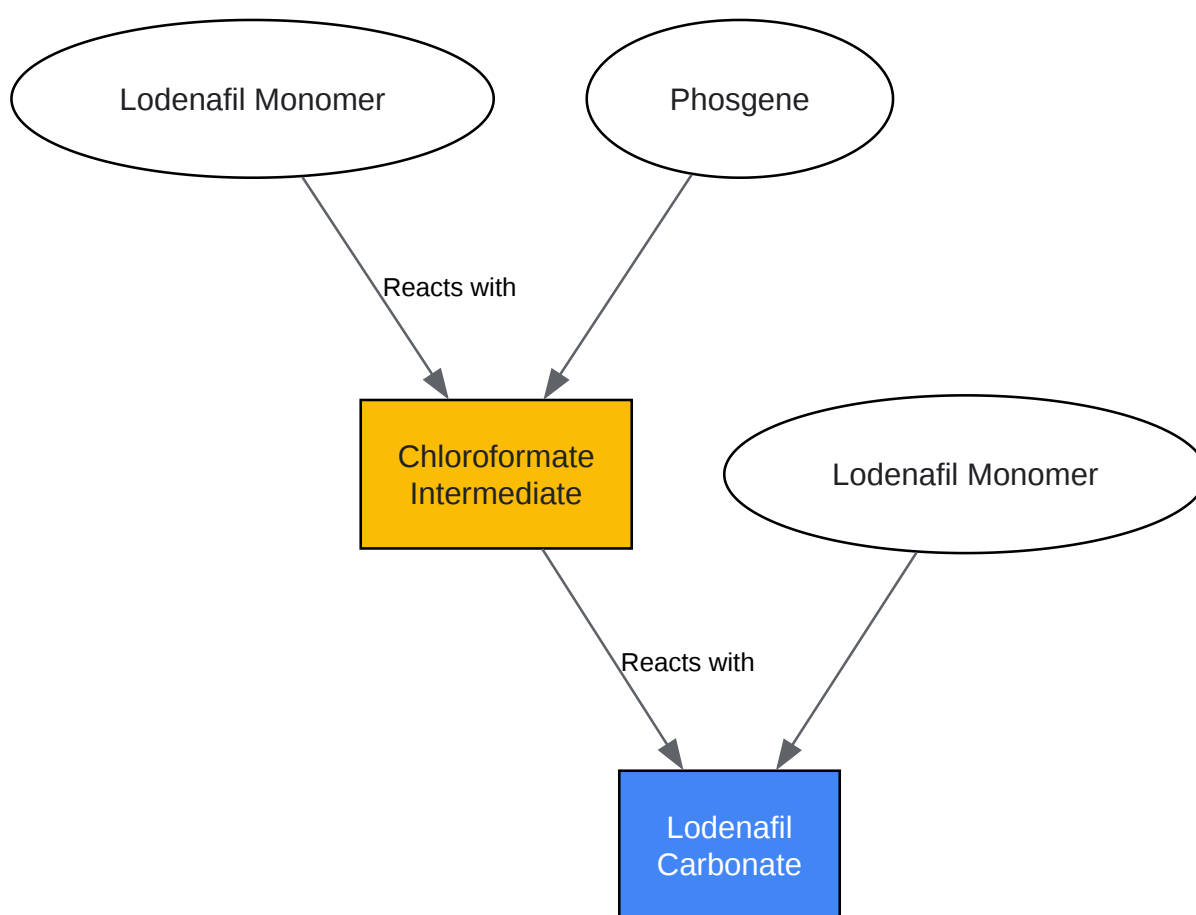 Lodenafil Monomer
Phosgene
Reacts with
Chloroformate
Intermediate
Lodenafil Monomer
Reacts with
Lodenafil
Carbonate